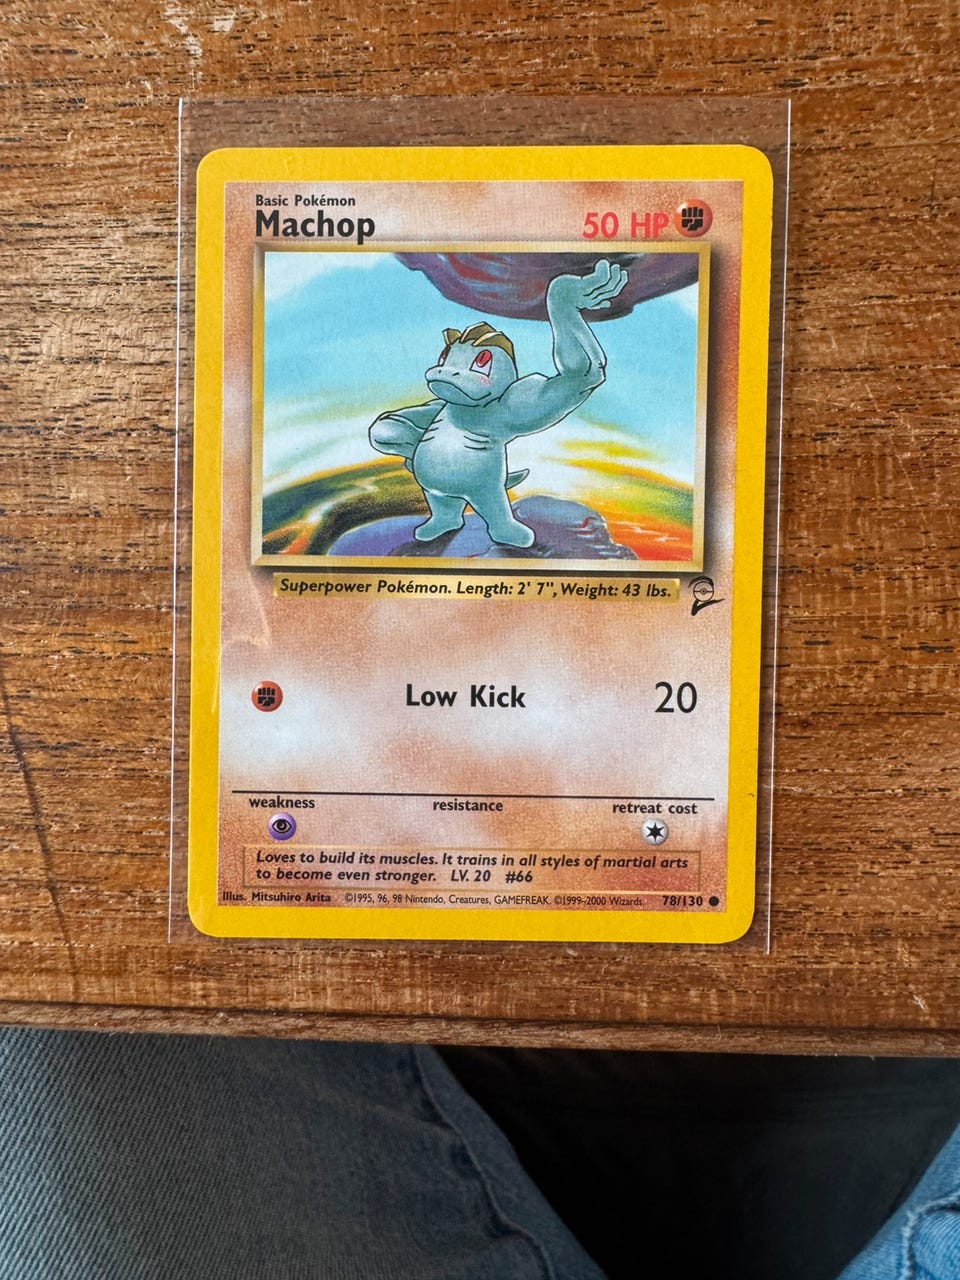 Basic Pokémon
Machop 50 HP
Superpower Pokémon. Length: 2' 7", Weight: 43 lbs.
Low Kick 20
weakness resistance retreat cost
Loves to build its muscles. It trains in all styles of martial arts
to become even stronger. LV. 20 #66
Illus. Mitsuhiro Arita ©1995, 96, 98 Nintendo, Creatures, GAMEFREAK. ©1999-2000 Wizards. 78/130